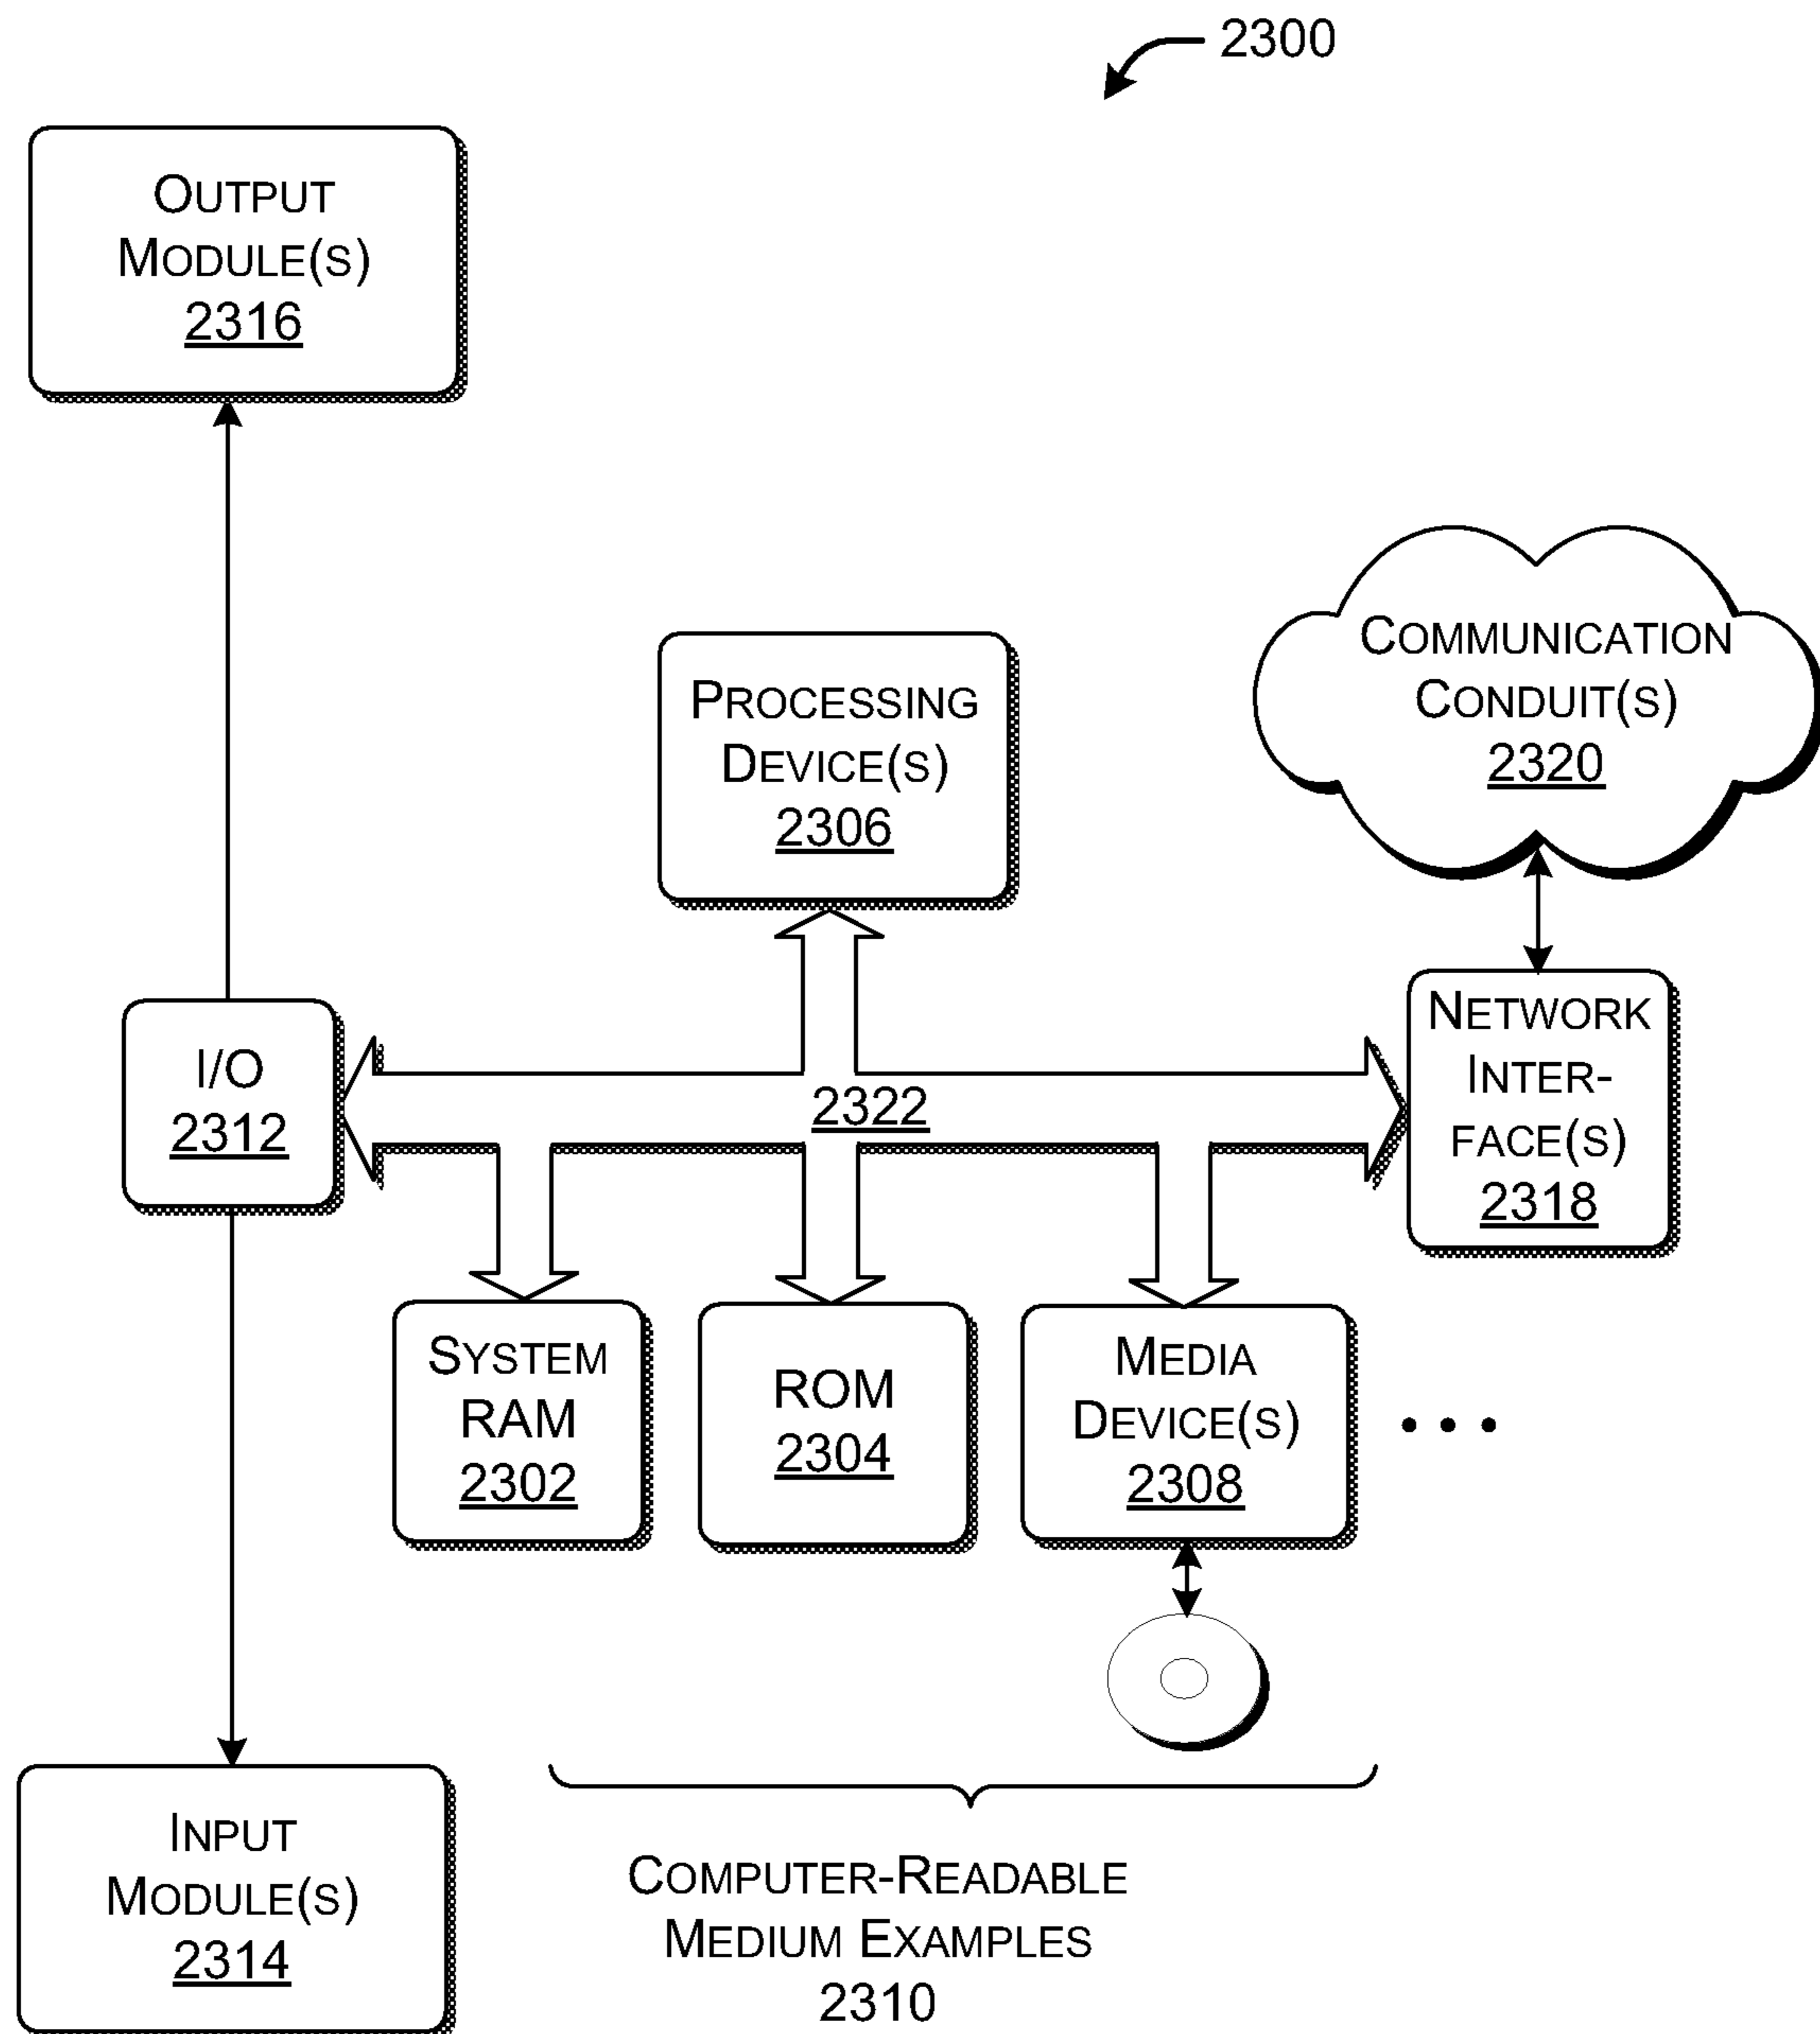 2300
OUTPUT
MODULE(S)
2316
COMMUNICATION
CONDUIT(S)
2320
PROCESSING
DEVICE(S)
2306
I/O
2312
2322
NETWORK
INTER-
FACE(S)
2318
SYSTEM
RAM
2302
ROM
2304
MEDIA
DEVICE(S)
2308
• • •
INPUT
MODULE(S)
2314
COMPUTER-READABLE
MEDIUM EXAMPLES
2310